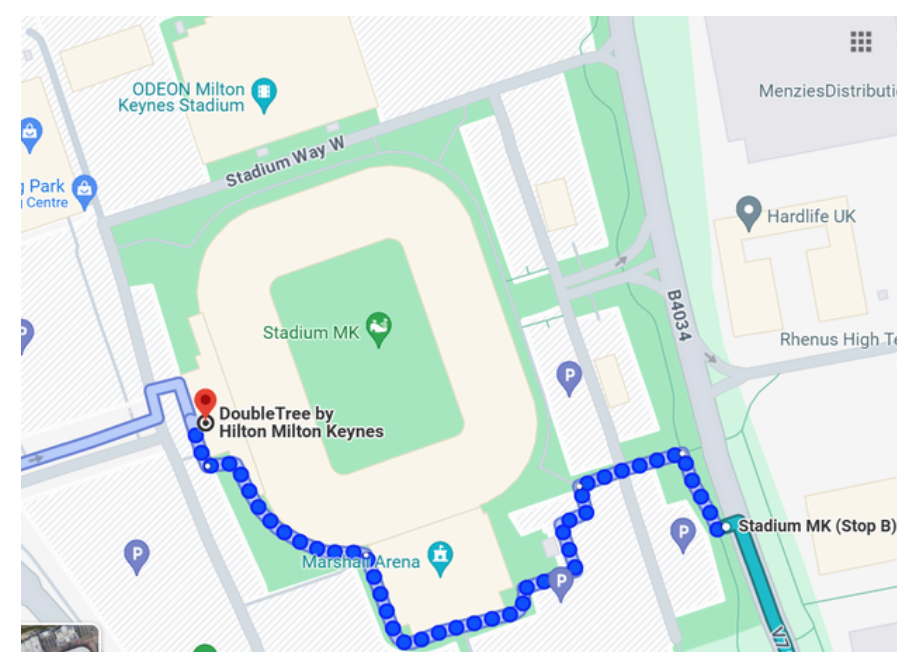 ODEON Milton
Keynes Stadium
MenziesDistributi
Stadium Way W
Park
Centre
Hardlife UK
B4034
Stadium MK
Rhenus High Te
P
P
DoubleTree by
Hilton Milton Keynes
Stadium MK (Stop B)
P
P
Marshall Arena
P
V7